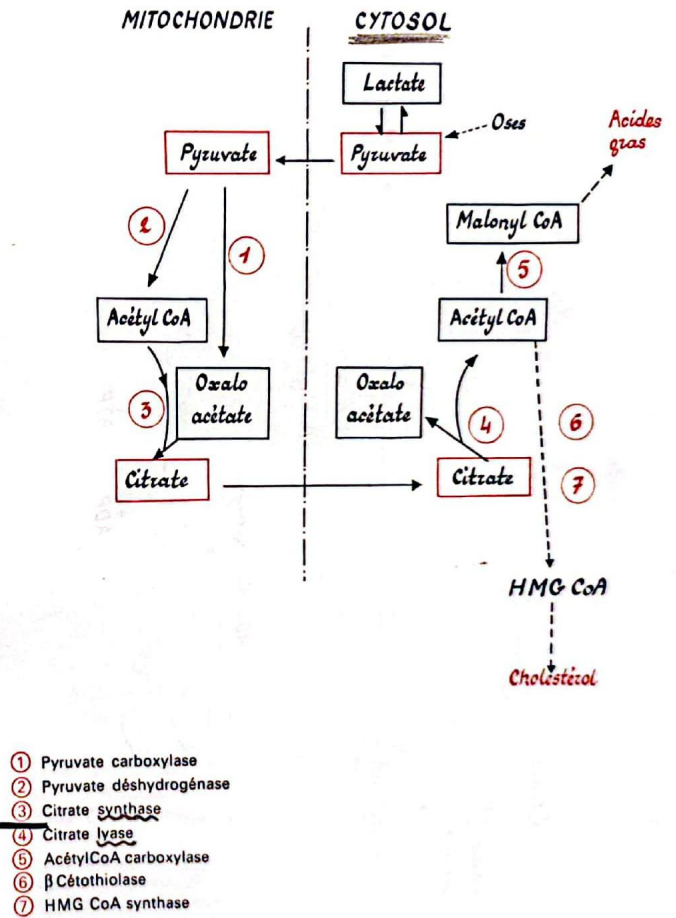 MITOCHONDRIE
CYTOSOL
Lactate
Oses
Acides
gras
Pyruvate
Pyruvate
Malonyl CoA
2
1
5
Acétyl CoA
Acétyl CoA
Oxalo
acétate
Oxalo
acétate
3
4
6
Citrate
Citrate
7
HMG CoA
Cholestérol
1 Pyruvate carboxylase
2 Pyruvate déshydrogénase
3 Citrate synthase
4 Citrate lyase
5 AcétylCoA carboxylase
6 β Cétothiolase
7 HMG CoA synthase